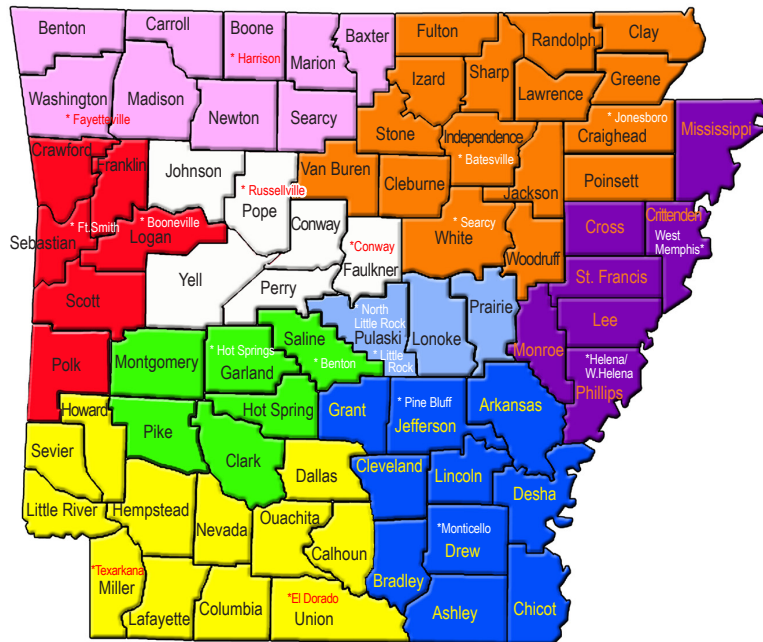 Benton
Carroll
Boone
* Harrison
Marion
Baxter
Fulton
Randolph
Clay
Izard
Sharp
Lawrence
Greene
Washington
* Fayetteville
Madison
Newton
Searcy
Stone
Independence
* Batesville
* Jonesboro
Craighead
Mississippi
Crawford
Franklin
Johnson
* Russellville
Pope
Van Buren
Cleburne
Jackson
Poinsett
Sebastian
* Ft.Smith
* Booneville
Logan
Conway
*Conway
Faulkner
* Searcy
White
Woodruff
Cross
Crittenden
West
Memphis*
Scott
Yell
Perry
St. Francis
* North
Little Rock
Pulaski
* Little
Rock
Lonoke
Prairie
Lee
Monroe
*Helena/
W.Helena
Phillips
Polk
Montgomery
* Hot Springs
Garland
Saline
* Benton
Hot Spring
Grant
* Pine Bluff
Jefferson
Arkansas
Howard
Pike
Clark
Sevier
Dallas
Cleveland
Lincoln
Desha
Little River
Hempstead
Nevada
Ouachita
Calhoun
*Monticello
Drew
*Texarkana
Miller
Lafayette
Columbia
*El Dorado
Union
Bradley
Ashley
Chicot